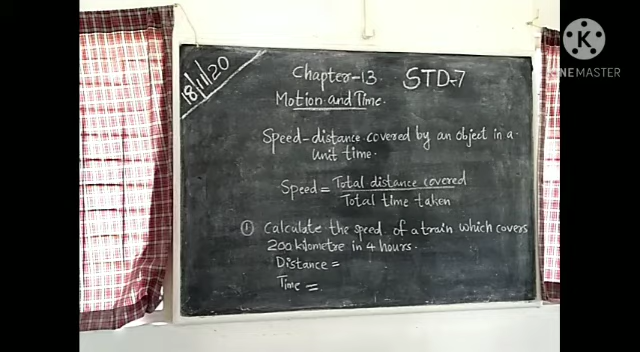 18/11/20
Chapter-13 STD-7
Motion and Time
Speed-distance covered by an object in a
unit time.
Speed = Total distance covered
Total time taken
① Calculate the speed of a train which covers
200 kilometre in 4 hours.
Distance =
Time =
K
NEMASTER